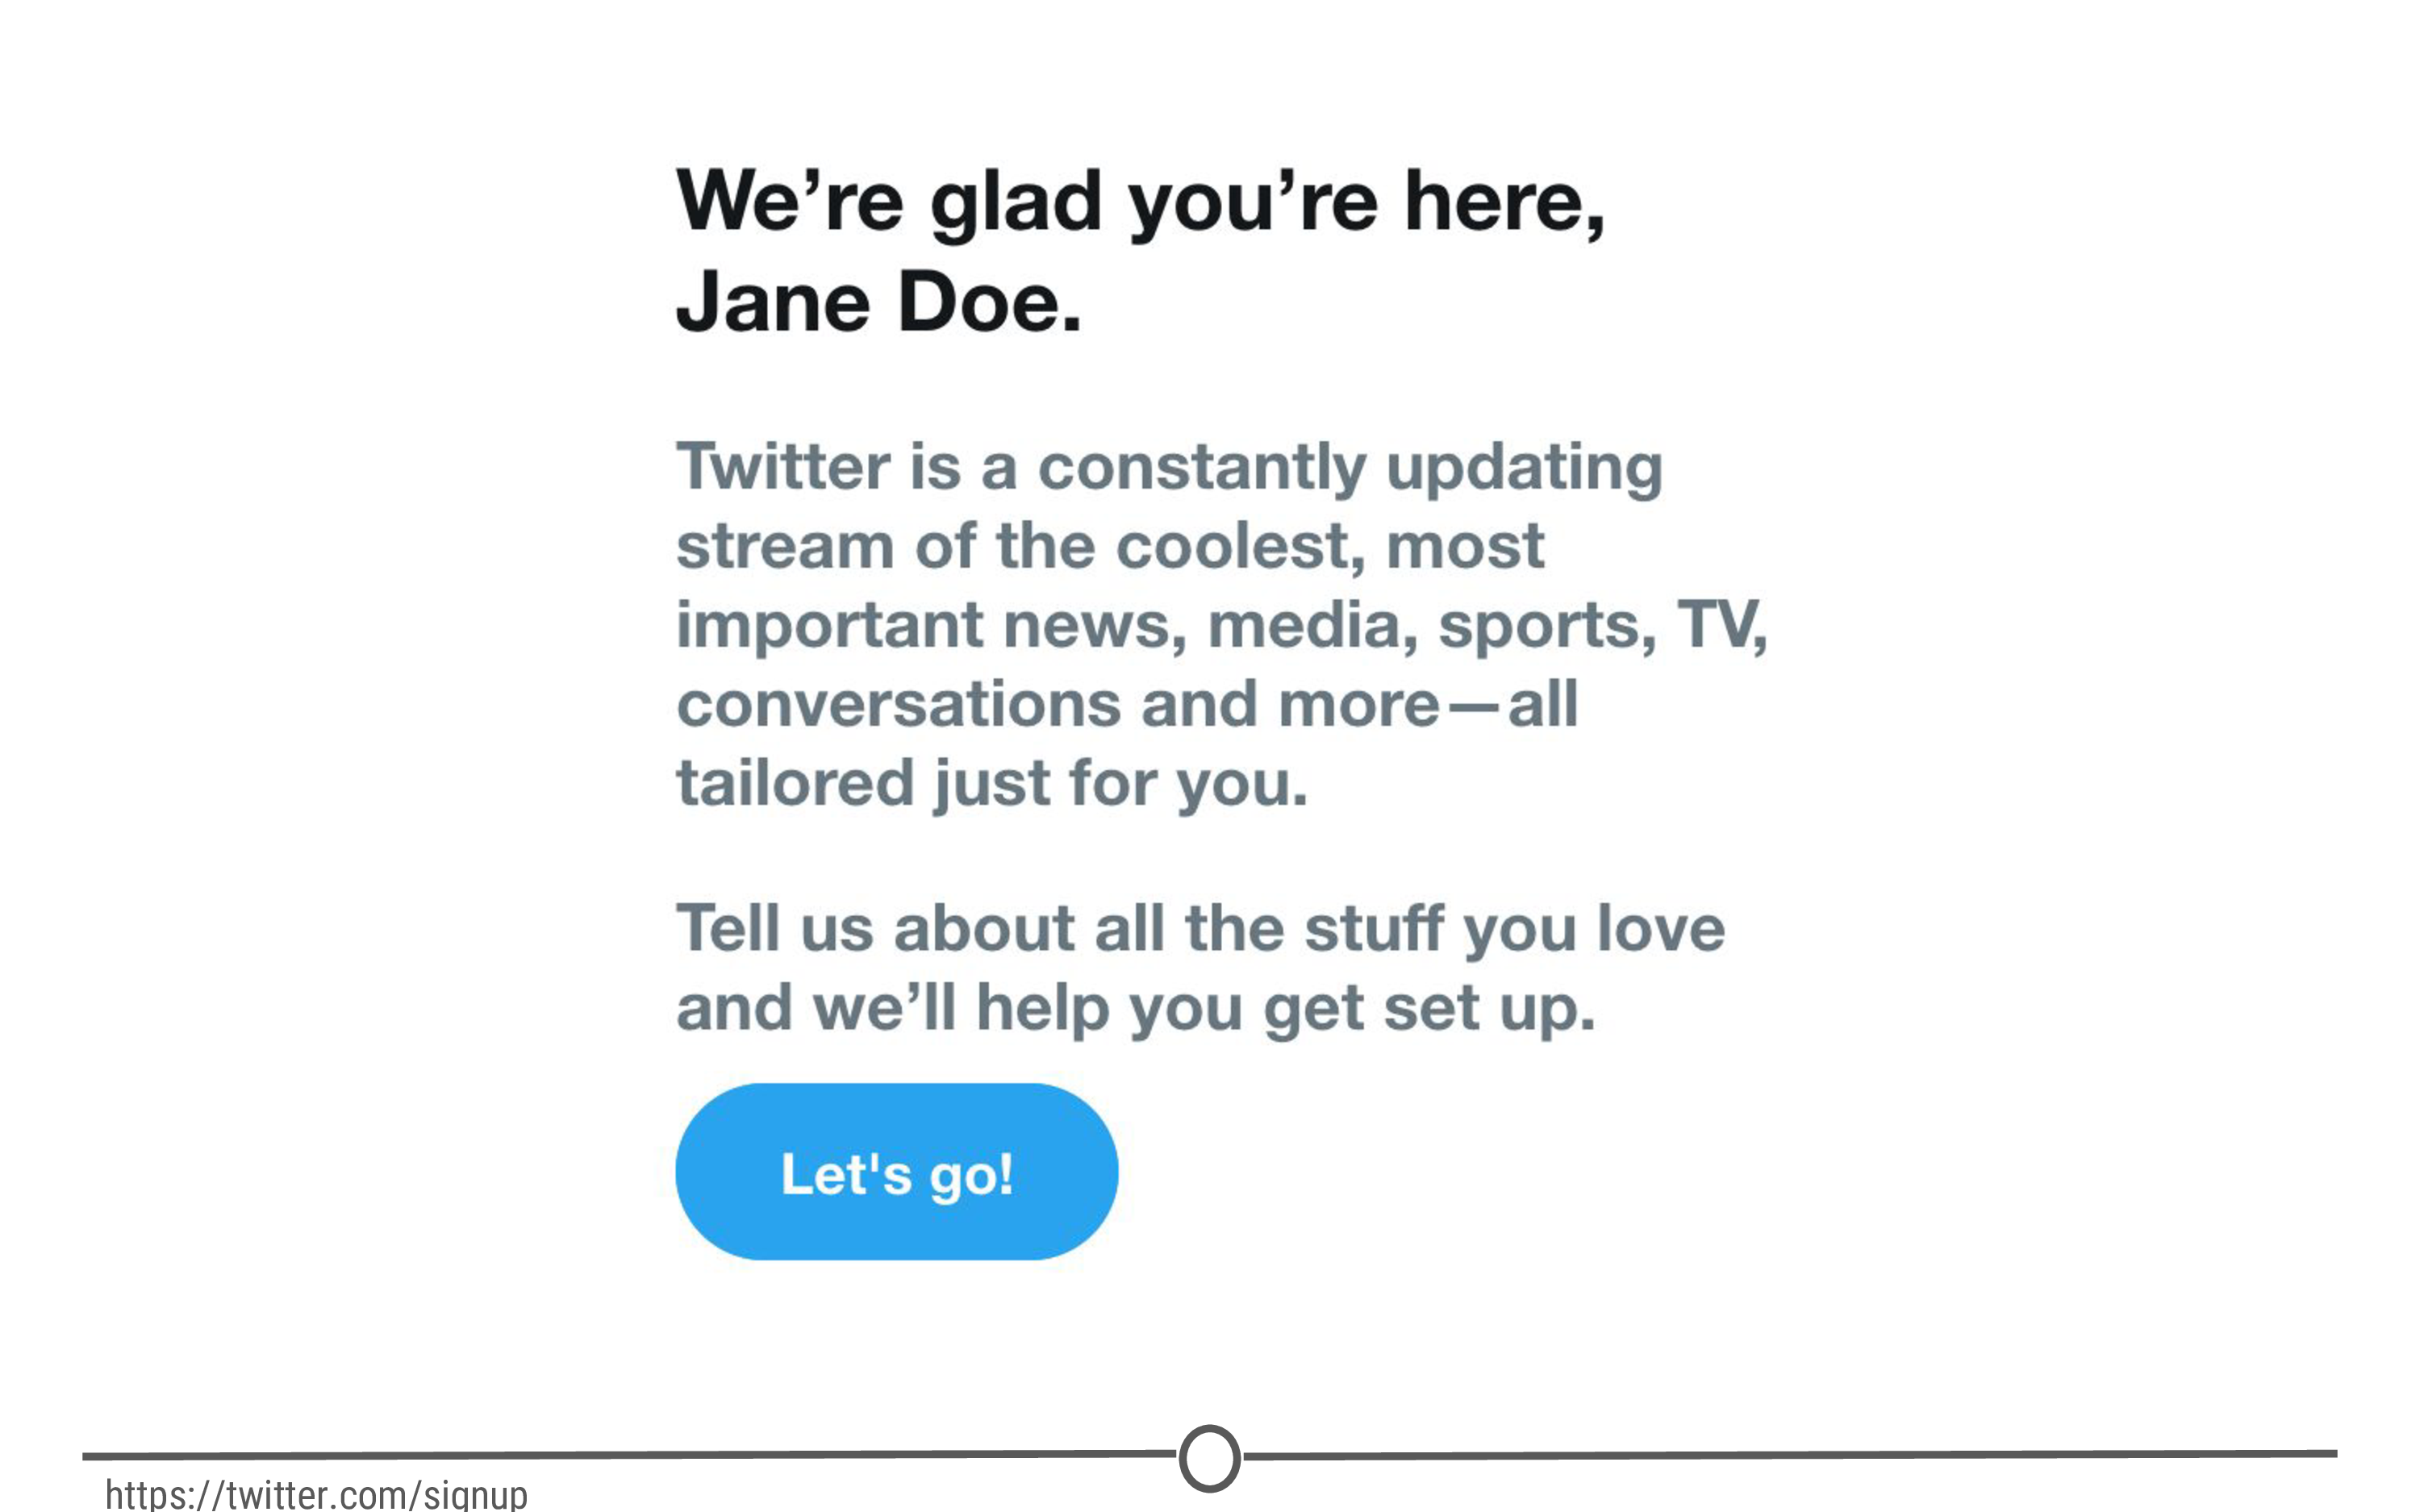 We’re glad you’re here,
Jane Doe.
Twitter is a constantly updating
stream of the coolest, most
important news, media, sports, TV,
conversations and more—all
tailored just for you.
Tell us about all the stuff you love
and we’ll help you get set up.
Let's go!
https://twitter.com/signup